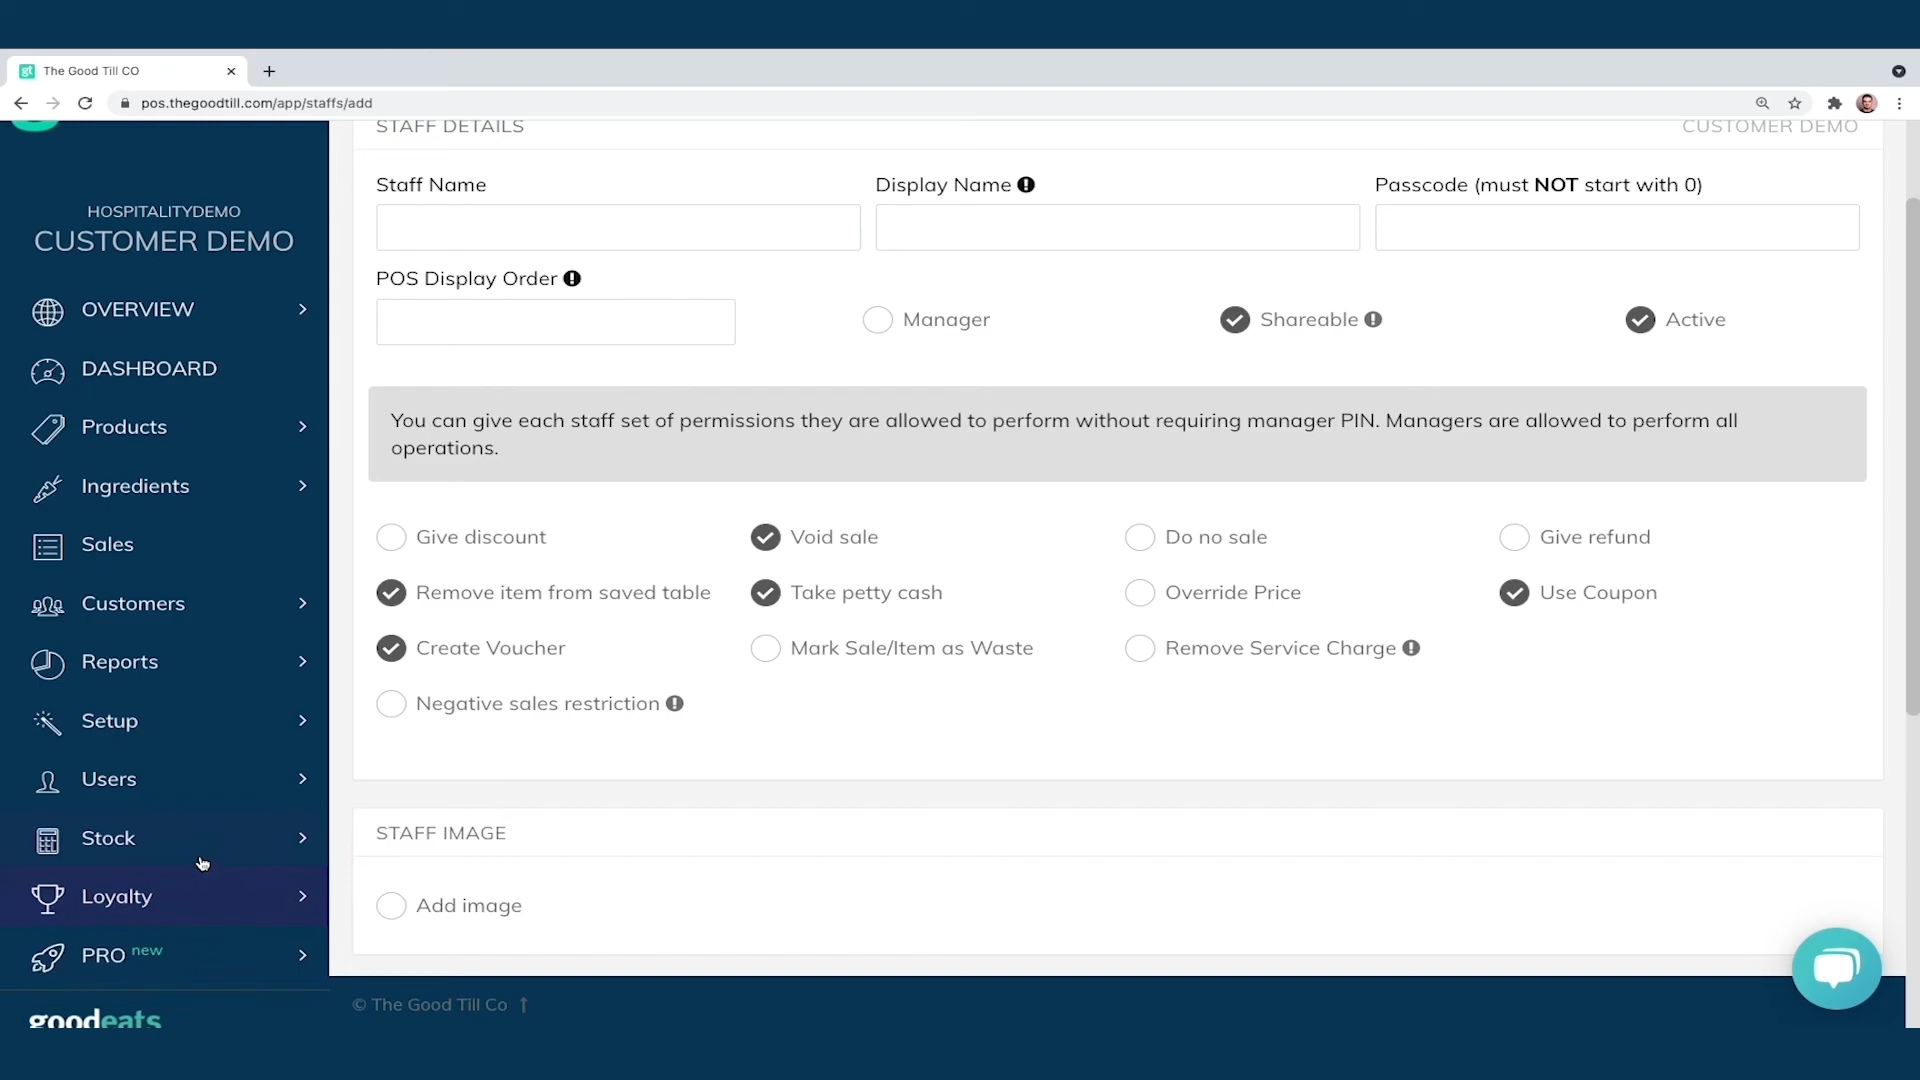 The Good Till CO
pos.thegoodtill.com/app/staffs/add
STAFF DETAILS
CUSTOMER DEMO
HOSPITALITYDEMO
CUSTOMER DEMO
OVERVIEW
DASHBOARD
Products
Ingredients
Sales
Customers
Reports
Setup
Users
Stock
Loyalty
PRO new
goodeats
Staff Name
Display Name
Passcode (must NOT start with 0)
POS Display Order
Manager
Shareable
Active
You can give each staff set of permissions they are allowed to perform without requiring manager PIN. Managers are allowed to perform all
operations.
Give discount
Void sale
Do no sale
Give refund
Remove item from saved table
Take petty cash
Override Price
Use Coupon
Create Voucher
Mark Sale/Item as Waste
Remove Service Charge
Negative sales restriction
STAFF IMAGE
Add image
© The Good Till Co